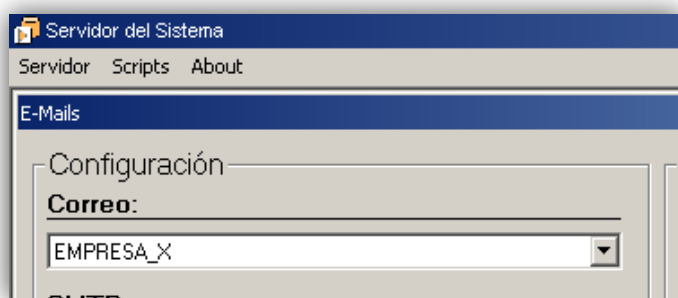 Servidor del Sistema
Servidor Scripts About
E-Mails
Configuración
Correo:
EMPRESA_X